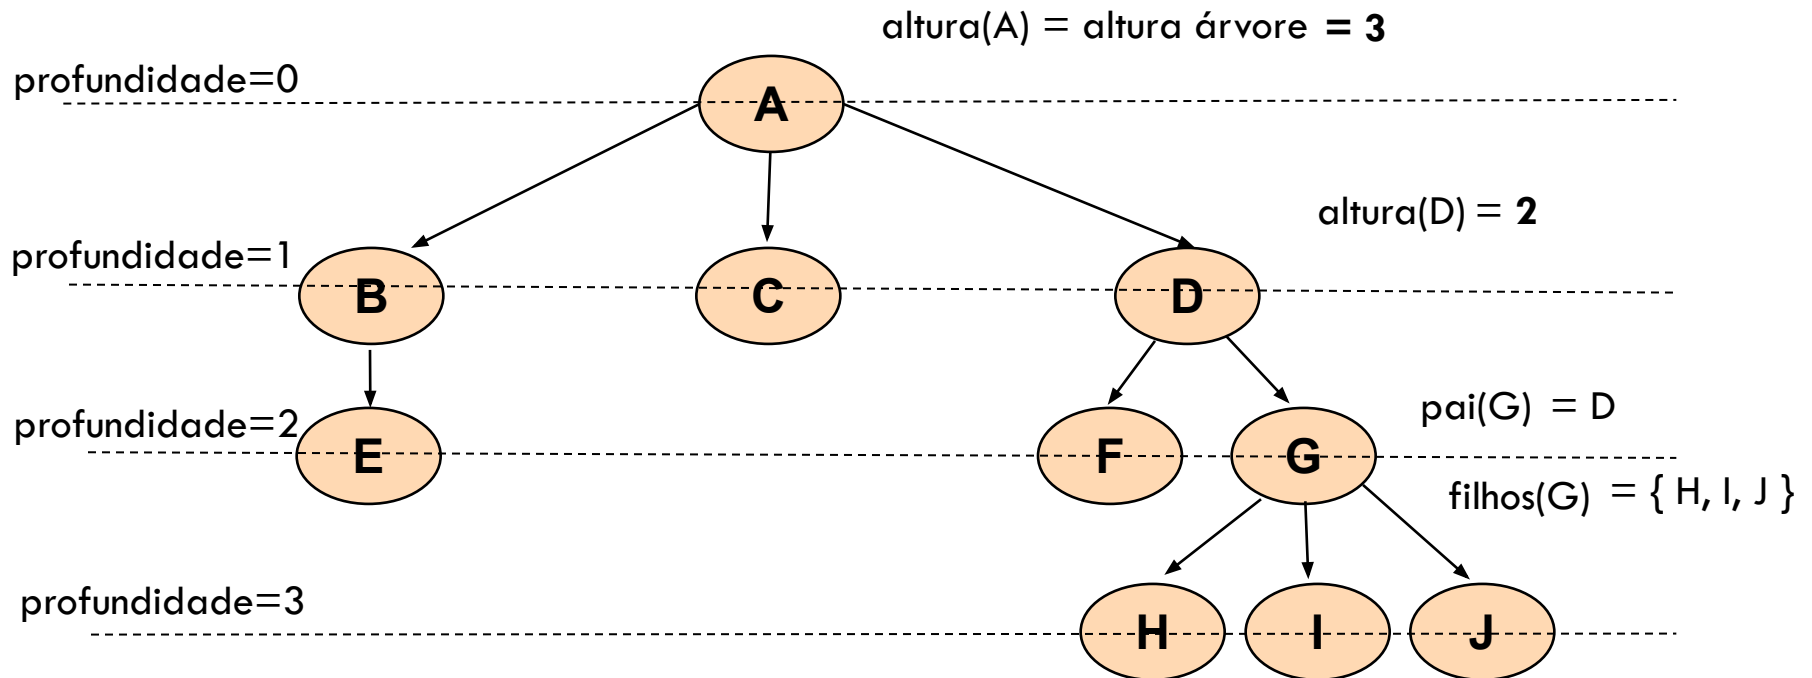 altura(A) = altura árvore = 3
profundidade=0
A
altura(D) = 2
profundidade=1
B
C
D
pai(G) = D
profundidade=2
E
F
G
filhos(G) = { H, I, J }
profundidade=3
H
I
J